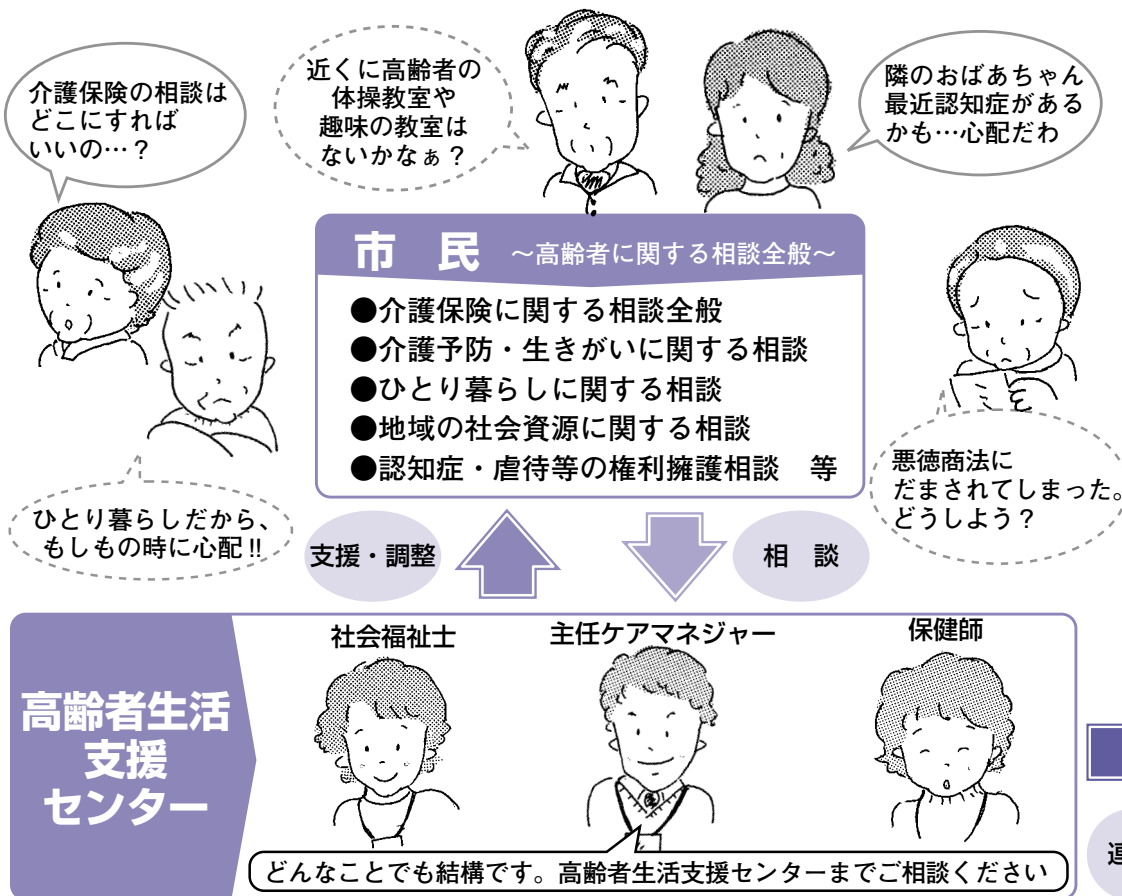 介護保険の相談は
どこにすれば
いいの…？
近くに高齢者の
体操教室や
趣味の教室は
ないかなぁ？
隣のおばあちゃん
最近認知症がある
かも…心配だわ
市 民 ～高齢者に関する相談全般～
●介護保険に関する相談全般
●介護予防・生きがいに関する相談
●ひとり暮らしに関する相談
●地域の社会資源に関する相談
●認知症・虐待等の権利擁護相談　等
ひとり暮らしだから、
もしもの時に心配!!
悪徳商法に
だまされてしまった。
どうしよう？
支援・調整
相 談
高齢者生活
支援
センター
社会福祉士
主任ケアマネジャー
保健師
どんなことでも結構です。高齢者生活支援センターまでご相談ください
連